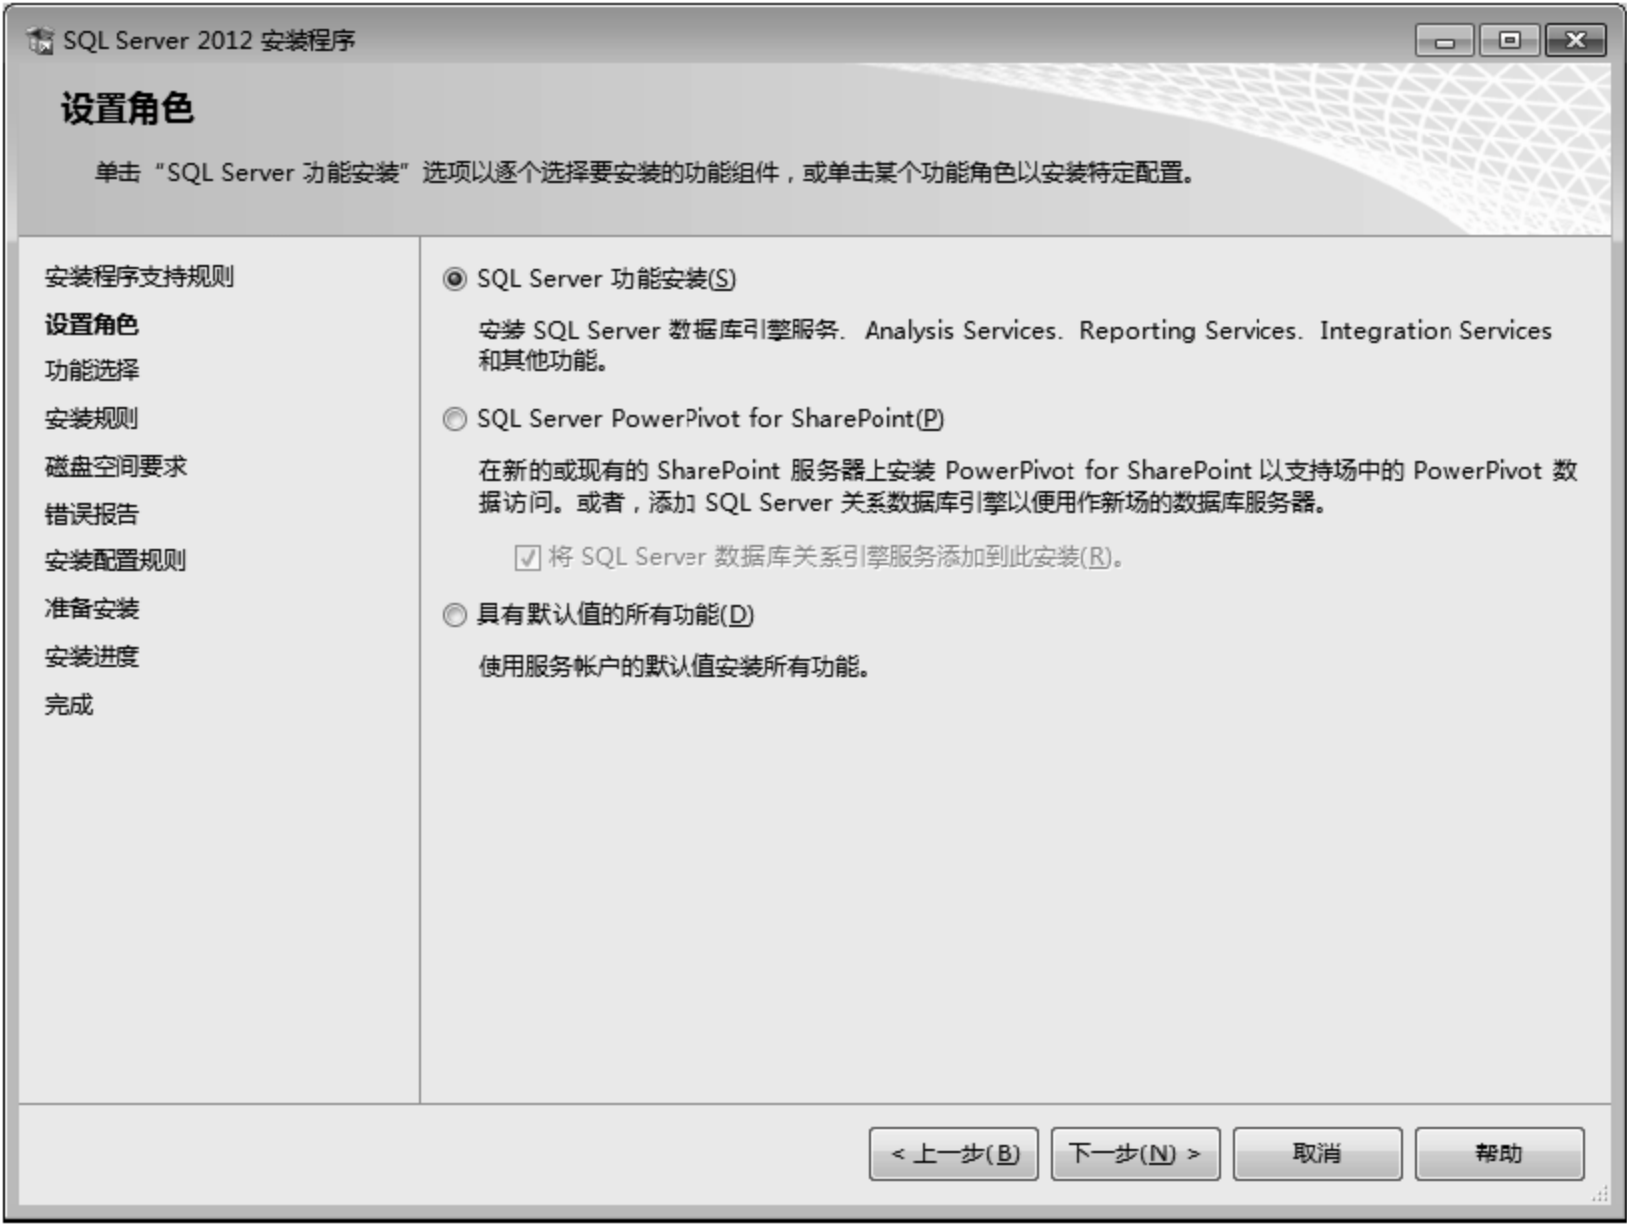 SQL Server 2012 安装程序
设置角色
单击“SQL Server 功能安装”选项以逐个选择要安装的功能组件，或单击某个功能角色以安装特定配置。
安装程序支持规则
设置角色
功能选择
安装规则
磁盘空间要求
错误报告
安装配置规则
准备安装
安装进度
完成
SQL Server 功能安装(S)
安装 SQL Server 数据库引擎服务、Analysis Services、Reporting Services、Integration Services
和其他功能。
SQL Server PowerPivot for SharePoint(P)
在新的或现有的 SharePoint 服务器上安装 PowerPivot for SharePoint 以支持场中的 PowerPivot 数
据访问。或者，添加 SQL Server 关系数据库引擎以便用作新场的数据库服务器。
将 SQL Server 数据库关系引擎服务添加到此安装(R)。
具有默认值的所有功能(D)
使用服务帐户的默认值安装所有功能。
< 上一步(B)
下一步(N) >
取消
帮助